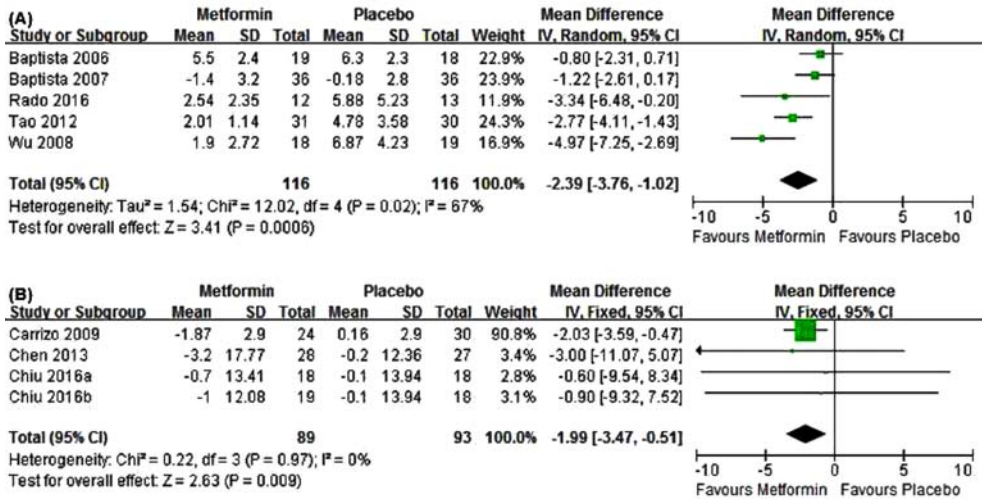 (A) Metformin Placebo Mean Difference Mean Difference
Study or Subgroup Mean SD Total Mean SD Total Weight IV, Random, 95% CI IV, Random, 95% CI
Baptista 2006 5.5 2.4 19 6.3 2.3 18 22.9% -0.80 [-2.31, 0.71]
Baptista 2007 -1.4 3.2 36 -0.18 2.8 36 23.9% -1.22 [-2.61, 0.17]
Rado 2016 2.54 2.35 12 5.88 5.23 13 11.9% -3.34 [-6.48, -0.20]
Tao 2012 2.01 1.14 31 4.78 3.58 30 24.3% -2.77 [-4.11, -1.43]
Wu 2008 1.9 2.72 18 6.87 4.23 19 16.9% -4.97 [-7.25, -2.69]
Total (95% CI) 116 116 100.0% -2.39 [-3.76, -1.02]
Heterogeneity: Tau² = 1.54; Chi² = 12.02, df = 4 (P = 0.02); I² = 67%
Test for overall effect: Z = 3.41 (P = 0.0006)
-10 -5 0 5 10
Favours Metformin Favours Placebo
(B) Metformin Placebo Mean Difference Mean Difference
Study or Subgroup Mean SD Total Mean SD Total Weight IV, Fixed, 95% CI IV, Fixed, 95% CI
Carrizo 2009 -1.87 2.9 24 0.16 2.9 30 90.8% -2.03 [-3.59, -0.47]
Chen 2013 -3.2 17.77 28 -0.2 12.36 27 3.4% -3.00 [-11.07, 5.07]
Chiu 2016a -0.7 13.41 18 -0.1 13.94 18 2.8% -0.60 [-9.54, 8.34]
Chiu 2016b -1 12.08 19 -0.1 13.94 18 3.1% -0.90 [-9.32, 7.52]
Total (95% CI) 89 93 100.0% -1.99 [-3.47, -0.51]
Heterogeneity: Chi² = 0.22, df = 3 (P = 0.97); I² = 0%
Test for overall effect: Z = 2.63 (P = 0.009)
-10 -5 0 5 10
Favours Metformin Favours Placebo